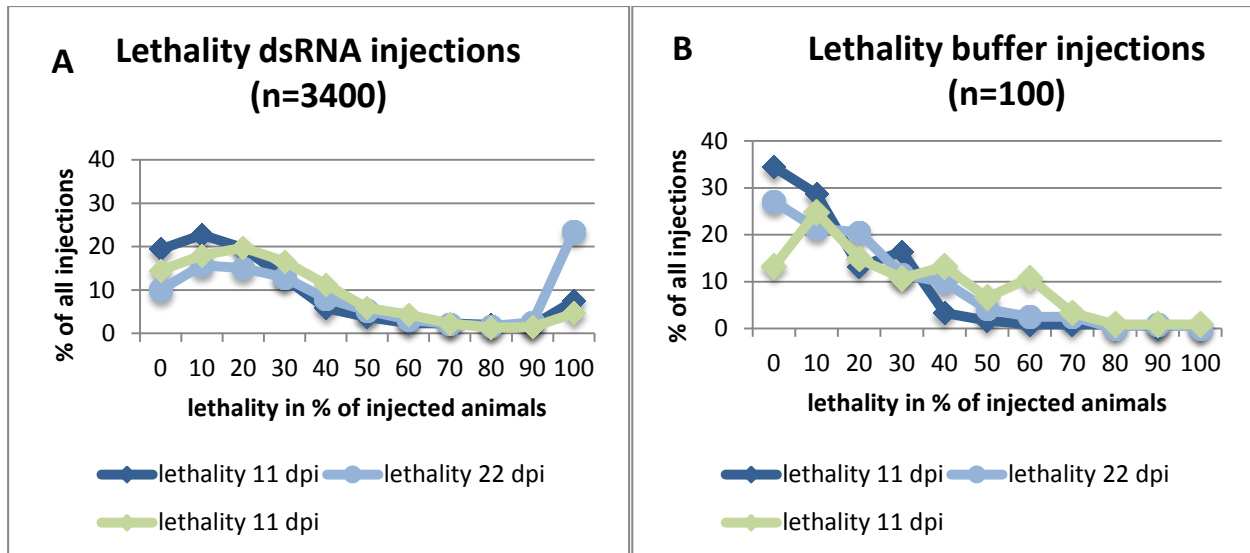 A
Lethality dsRNA injections
(n=3400)
% of all injections
40
30
20
10
0
0 10 20 30 40 50 60 70 80 90 100
lethality in % of injected animals
lethality 11 dpi lethality 22 dpi
lethality 11 dpi
B
Lethality buffer injections
(n=100)
% of all injections
40
30
20
10
0
0 10 20 30 40 50 60 70 80 90 100
lethality in % of injected animals
lethality 11 dpi lethality 22 dpi
lethality 11 dpi